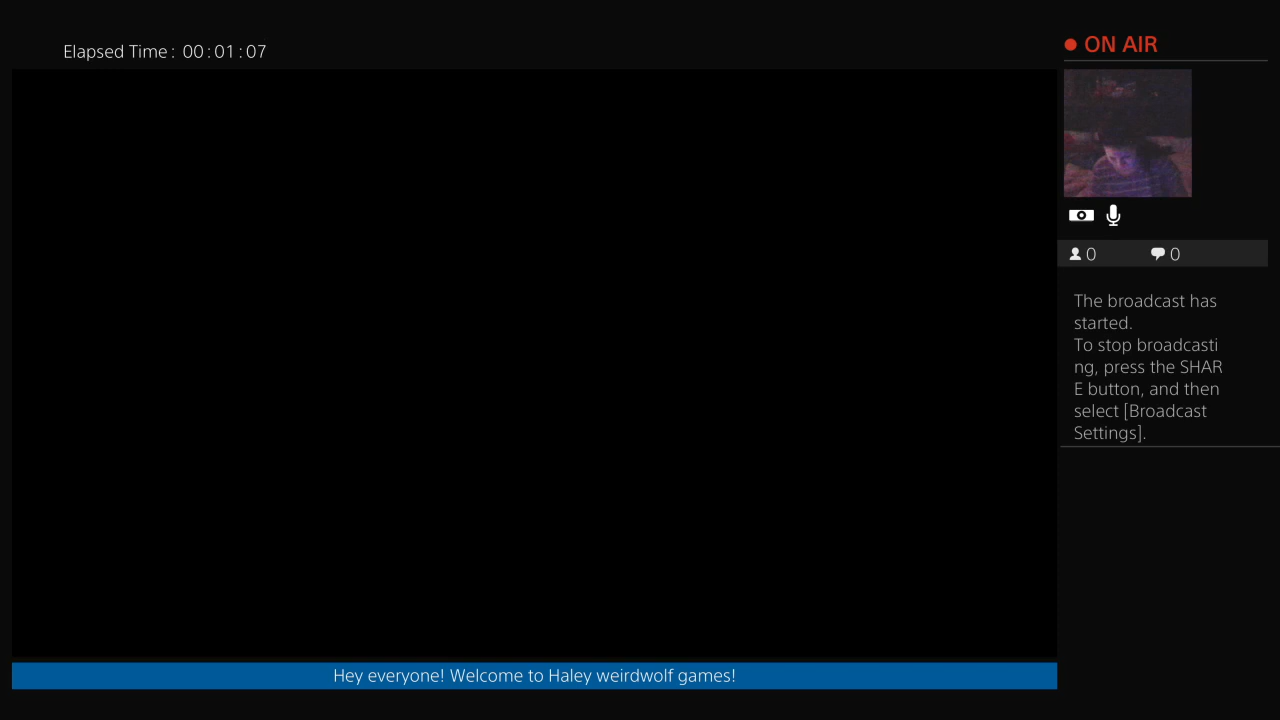 Elapsed Time: 00:01:07
ON AIR
0 0
The broadcast has
started.
To stop broadcasti
ng, press the SHAR
E button, and then
select [Broadcast
Settings].
Hey everyone! Welcome to Haley weirdwolf games!